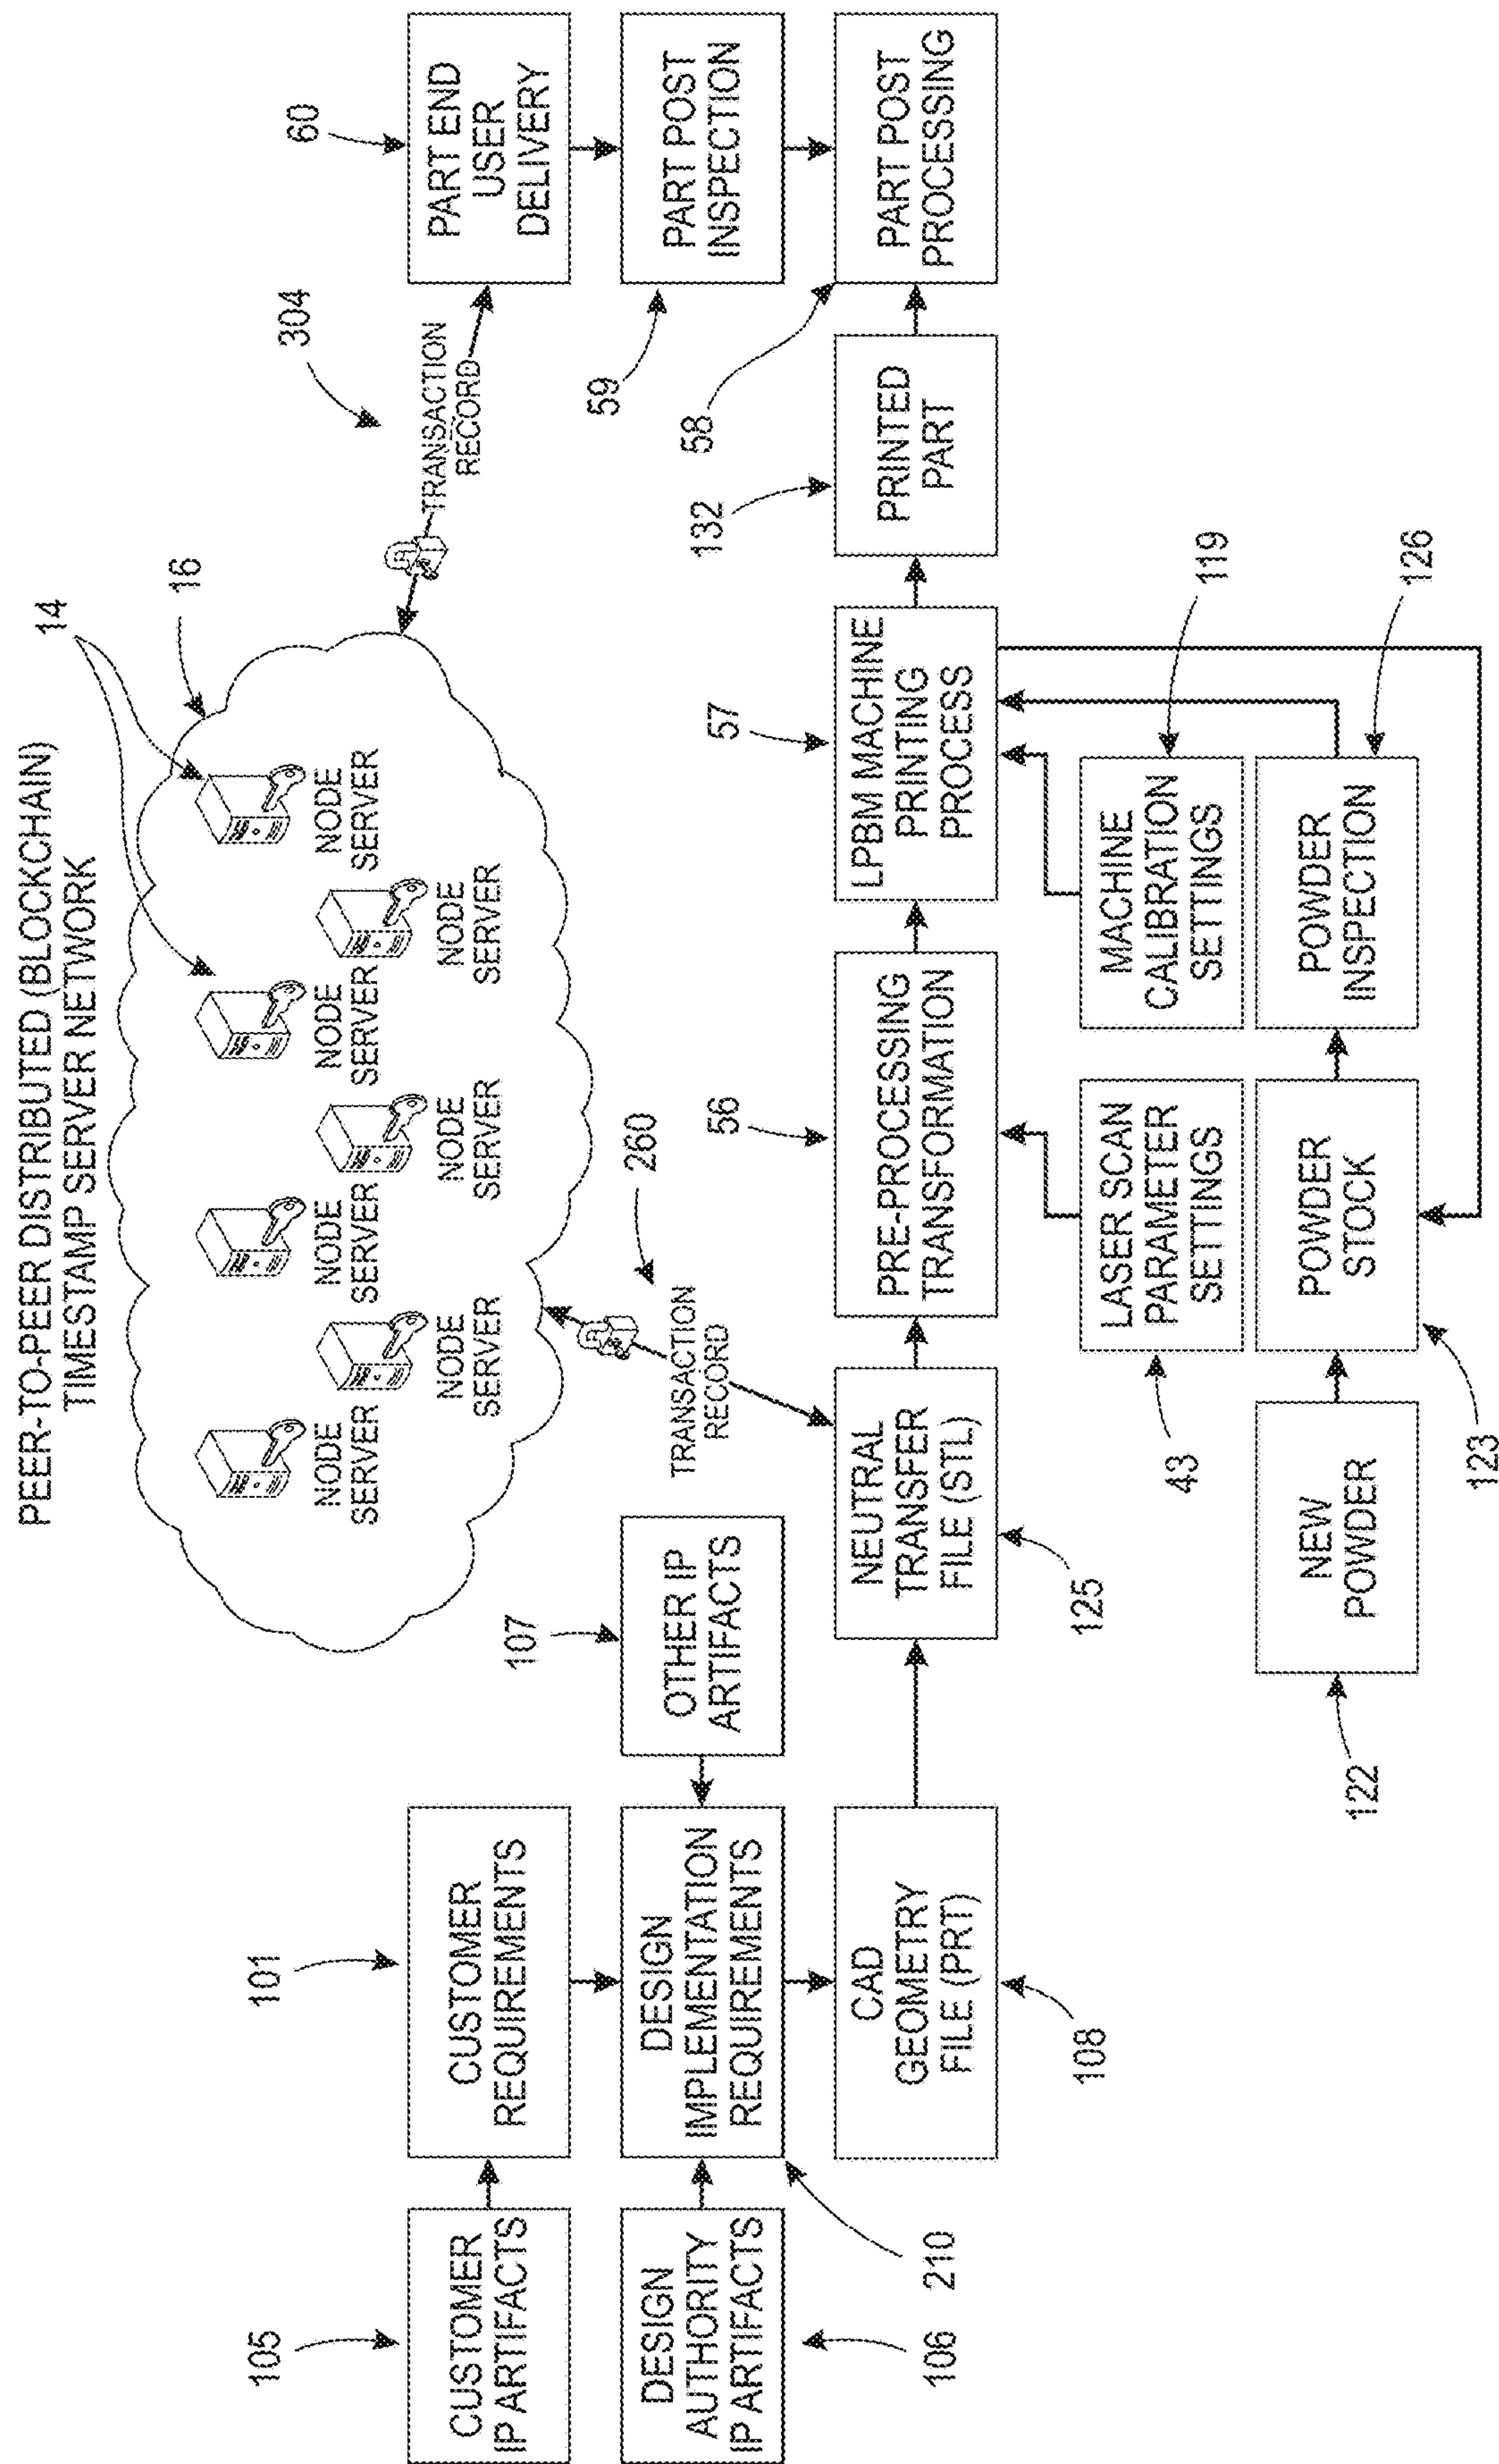 PEER-TO-PEER DISTRIBUTED (BLOCKCHAIN)
TIMESTAMP SERVER NETWORK
14
16
NODE
SERVER
NODE
SERVER
NODE
SERVER
NODE
SERVER
NODE
SERVER
NODE
SERVER
NODE
SERVER
304
TRANSACTION
RECORD
260
TRANSACTION
RECORD
60
PART END
USER
DELIVERY
59
PART POST
INSPECTION
58
PART POST
PROCESSING
105
CUSTOMER
IP ARTIFACTS
101
CUSTOMER
REQUIREMENTS
107
OTHER IP
ARTIFACTS
DESIGN
AUTHORITY
IP ARTIFACTS
106
DESIGN
IMPLEMENTATION
REQUIREMENTS
210
CAD
GEOMETRY
FILE (PRT)
108
NEUTRAL
TRANSFER
FILE (STL)
125
56
PRE-PROCESSING
TRANSFORMATION
57
LPBM MACHINE
PRINTING
PROCESS
132
PRINTED
PART
LASER SCAN
PARAMETER
SETTINGS
43
MACHINE
CALIBRATION
SETTINGS
119
122
NEW
POWDER
POWDER
STOCK
123
POWDER
INSPECTION
126